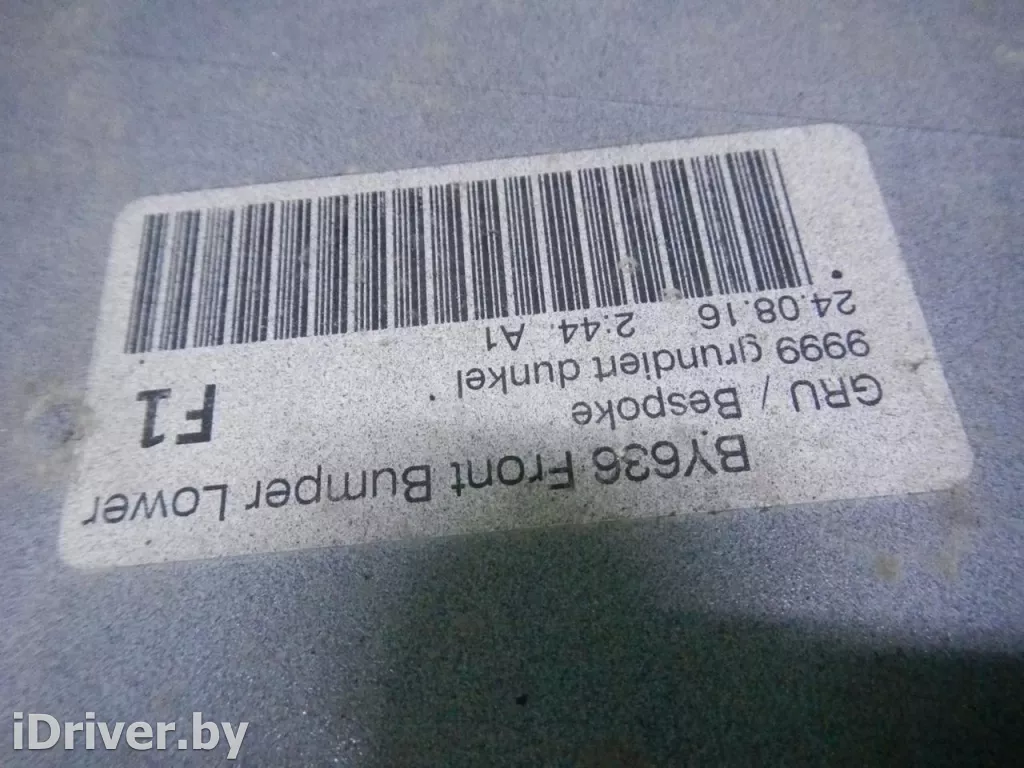 BY636 Front Bumper Lower
GRU / Bespoke
9999 grundiert dunkel
F1
24.08.16 2:44. A1
iDriver.by